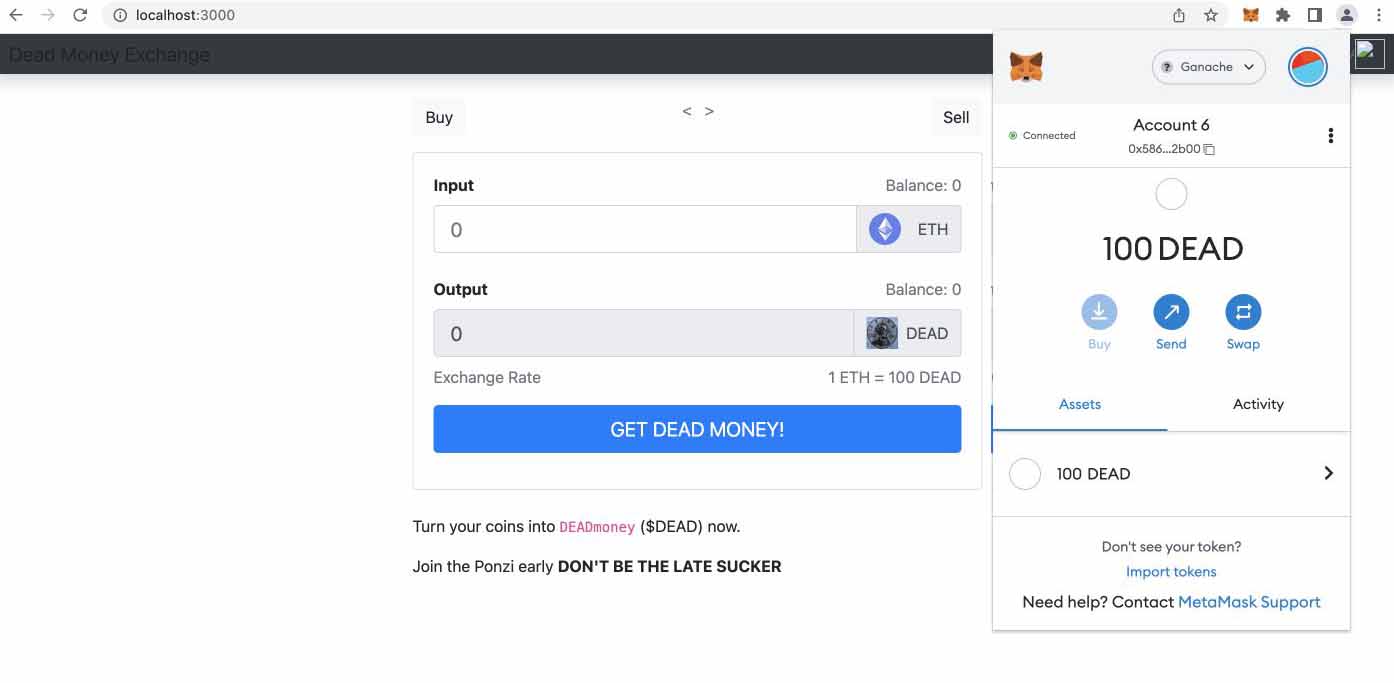 localhost:3000
Dead Money Exchange
Buy
< >
Sell
Input
Balance: 0
0
ETH
Output
Balance: 0
0
DEAD
Exchange Rate
1 ETH = 100 DEAD
GET DEAD MONEY!
Turn your coins into DEADmoney ($DEAD) now.
Join the Ponzi early DON'T BE THE LATE SUCKER
? Ganache
Connected
Account 6
0x586...2b00
100 DEAD
Buy
Send
Swap
Assets
Activity
100 DEAD
Don't see your token?
Import tokens
Need help? Contact MetaMask Support